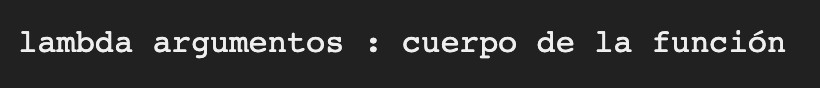 lambda argumentos : cuerpo de la función